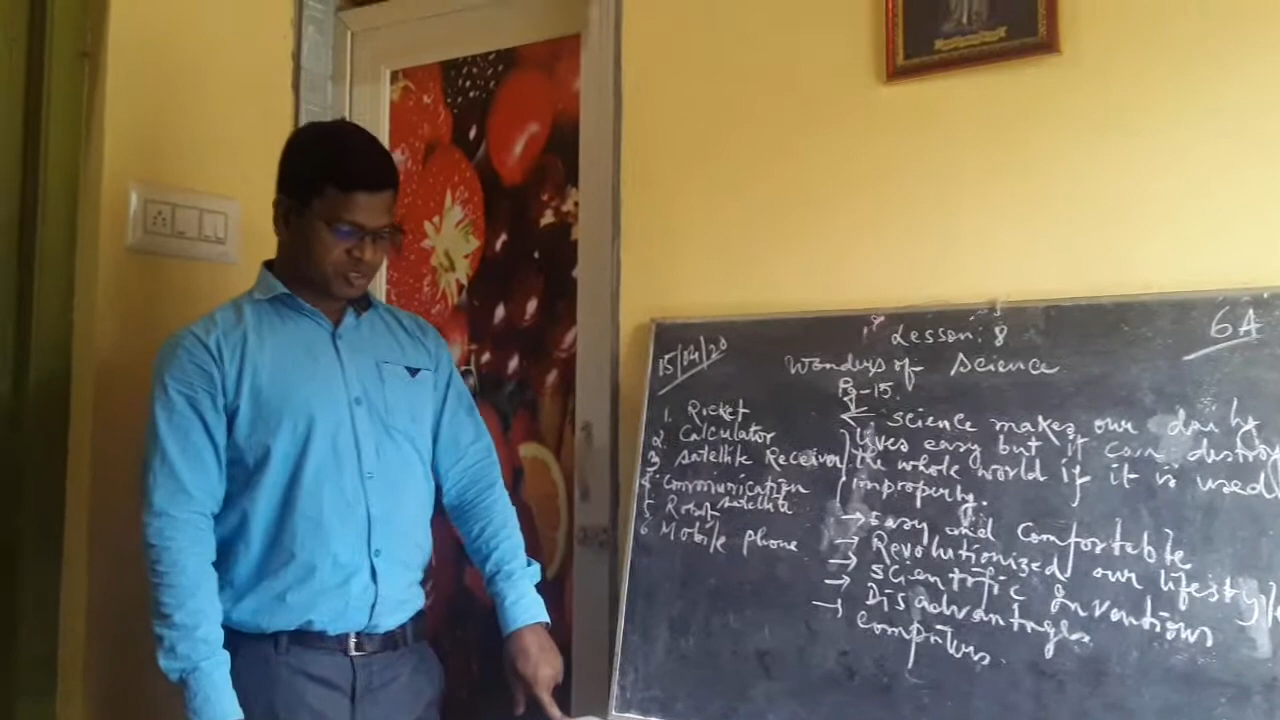 15/04/20
Lesson: 8
6A
Wonders of Science
Pg-15.
1. Rocket
2. Calculator
3 Satellite Receiver
4 Communication
satellite
5 Robot
6 Mobile phone
science makes our daily
lives easy but it can destroy
the whole world if it is used
improperly.
→ Easy and Comfortable
→ Revolutionized our lifesty
→ Scientific Inventions
→ Disadvantages
→ Computers.